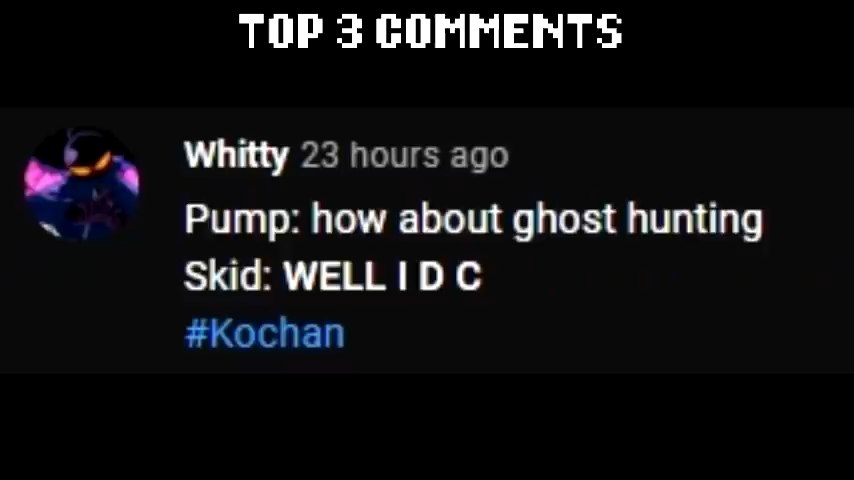 TOP 3 COMMENTS
Whitty 23 hours ago
Pump: how about ghost hunting
Skid: WELL I D C
#Kochan